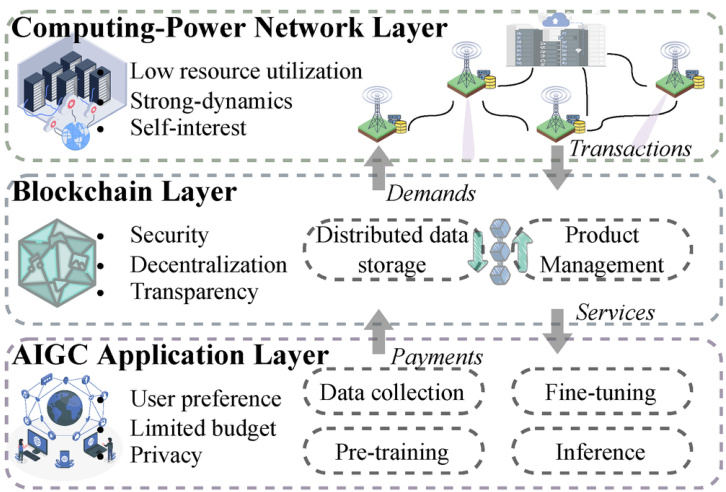 Computing-Power Network Layer
Low resource utilization
Strong-dynamics
Self-interest
Transactions
Demands
Blockchain Layer
Security
Decentralization
Transparency
Distributed data
storage
Product
Management
Services
Payments
AIGC Application Layer
User preference
Limited budget
Privacy
Data collection
Fine-tuning
Pre-training
Inference